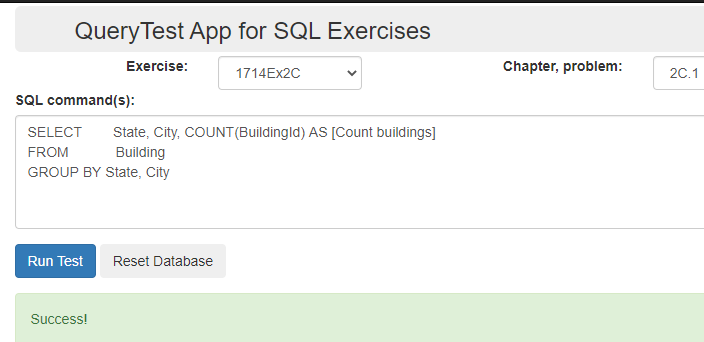 QueryTest App for SQL Exercises
Exercise: 1714Ex2C Chapter, problem: 2C.1
SQL command(s):
SELECT State, City, COUNT(BuildingId) AS [Count buildings]
FROM Building
GROUP BY State, City
Run Test Reset Database
Success!